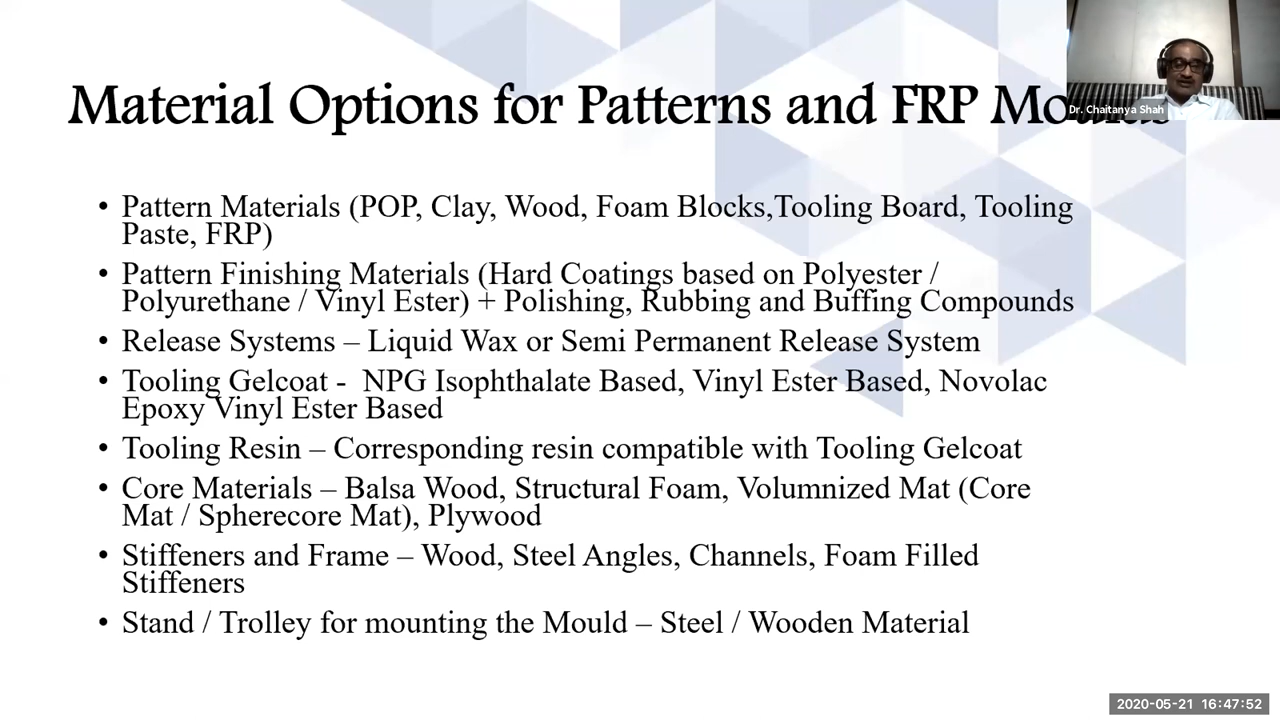 Material Options for Patterns and FRP Moulds
Dr. Chaitanya Shah
• Pattern Materials (POP, Clay, Wood, Foam Blocks,Tooling Board, Tooling
Paste, FRP)
• Pattern Finishing Materials (Hard Coatings based on Polyester /
Polyurethane / Vinyl Ester) + Polishing, Rubbing and Buffing Compounds
• Release Systems – Liquid Wax or Semi Permanent Release System
• Tooling Gelcoat -  NPG Isophthalate Based, Vinyl Ester Based, Novolac
Epoxy Vinyl Ester Based
• Tooling Resin – Corresponding resin compatible with Tooling Gelcoat
• Core Materials – Balsa Wood, Structural Foam, Volumnized Mat (Core
Mat / Spherecore Mat), Plywood
• Stiffeners and Frame – Wood, Steel Angles, Channels, Foam Filled
Stiffeners
• Stand / Trolley for mounting the Mould – Steel / Wooden Material
2020-05-21 16:47:52